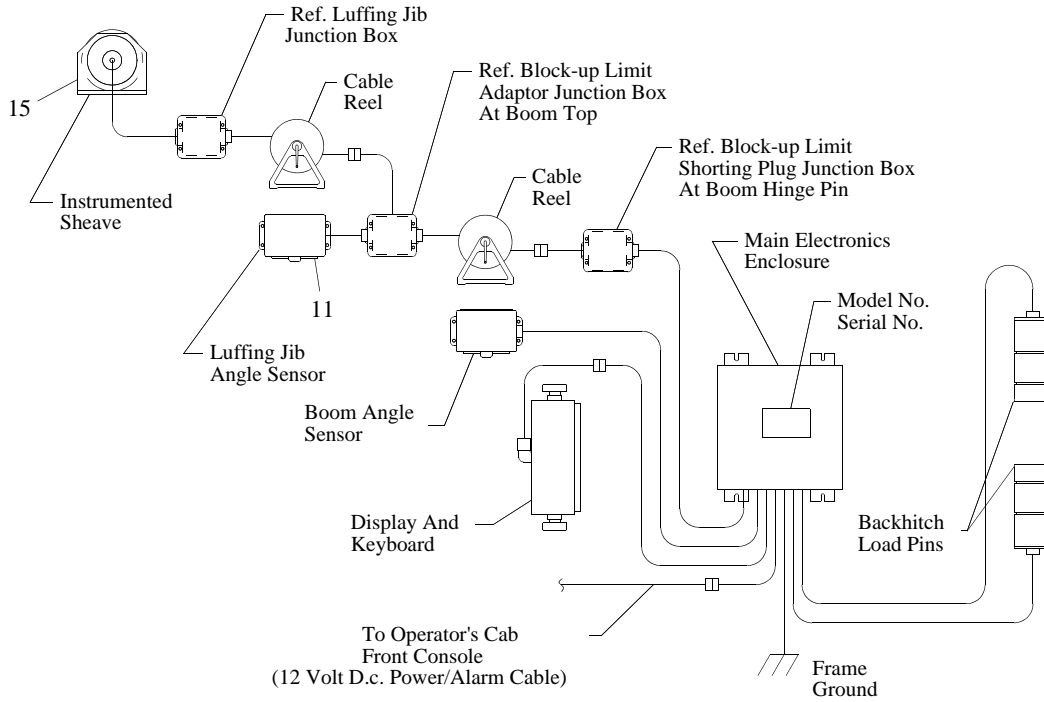 Ref. Luffing Jib
Junction Box
Cable
Reel
Ref. Block-up Limit
Adaptor Junction Box
At Boom Top
15
Ref. Block-up Limit
Shorting Plug Junction Box
At Boom Hinge Pin
Instrumented
Sheave
Cable
Reel
Main Electronics
Enclosure
11
Model No.
Serial No.
Luffing Jib
Angle Sensor
Boom Angle
Sensor
Display And
Keyboard
Backhitch
Load Pins
To Operator's Cab
Front Console
(12 Volt D.c. Power/Alarm Cable)
Frame
Ground